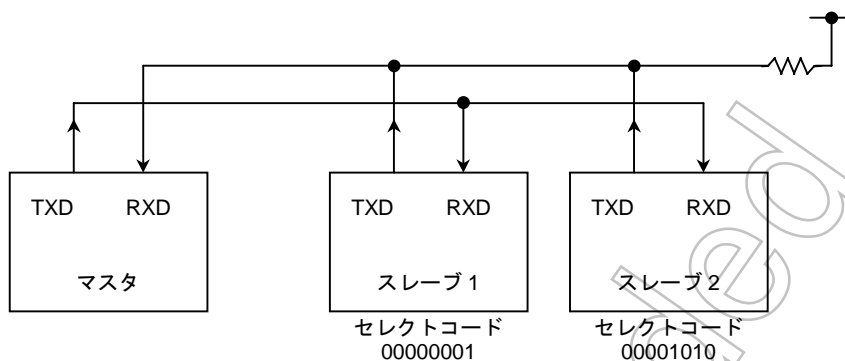 TXD RXD TXD RXD TXD RXD
マスタ スレーブ1 スレーブ2
セレクトコード セレクトコード
00000001 00001010
ded